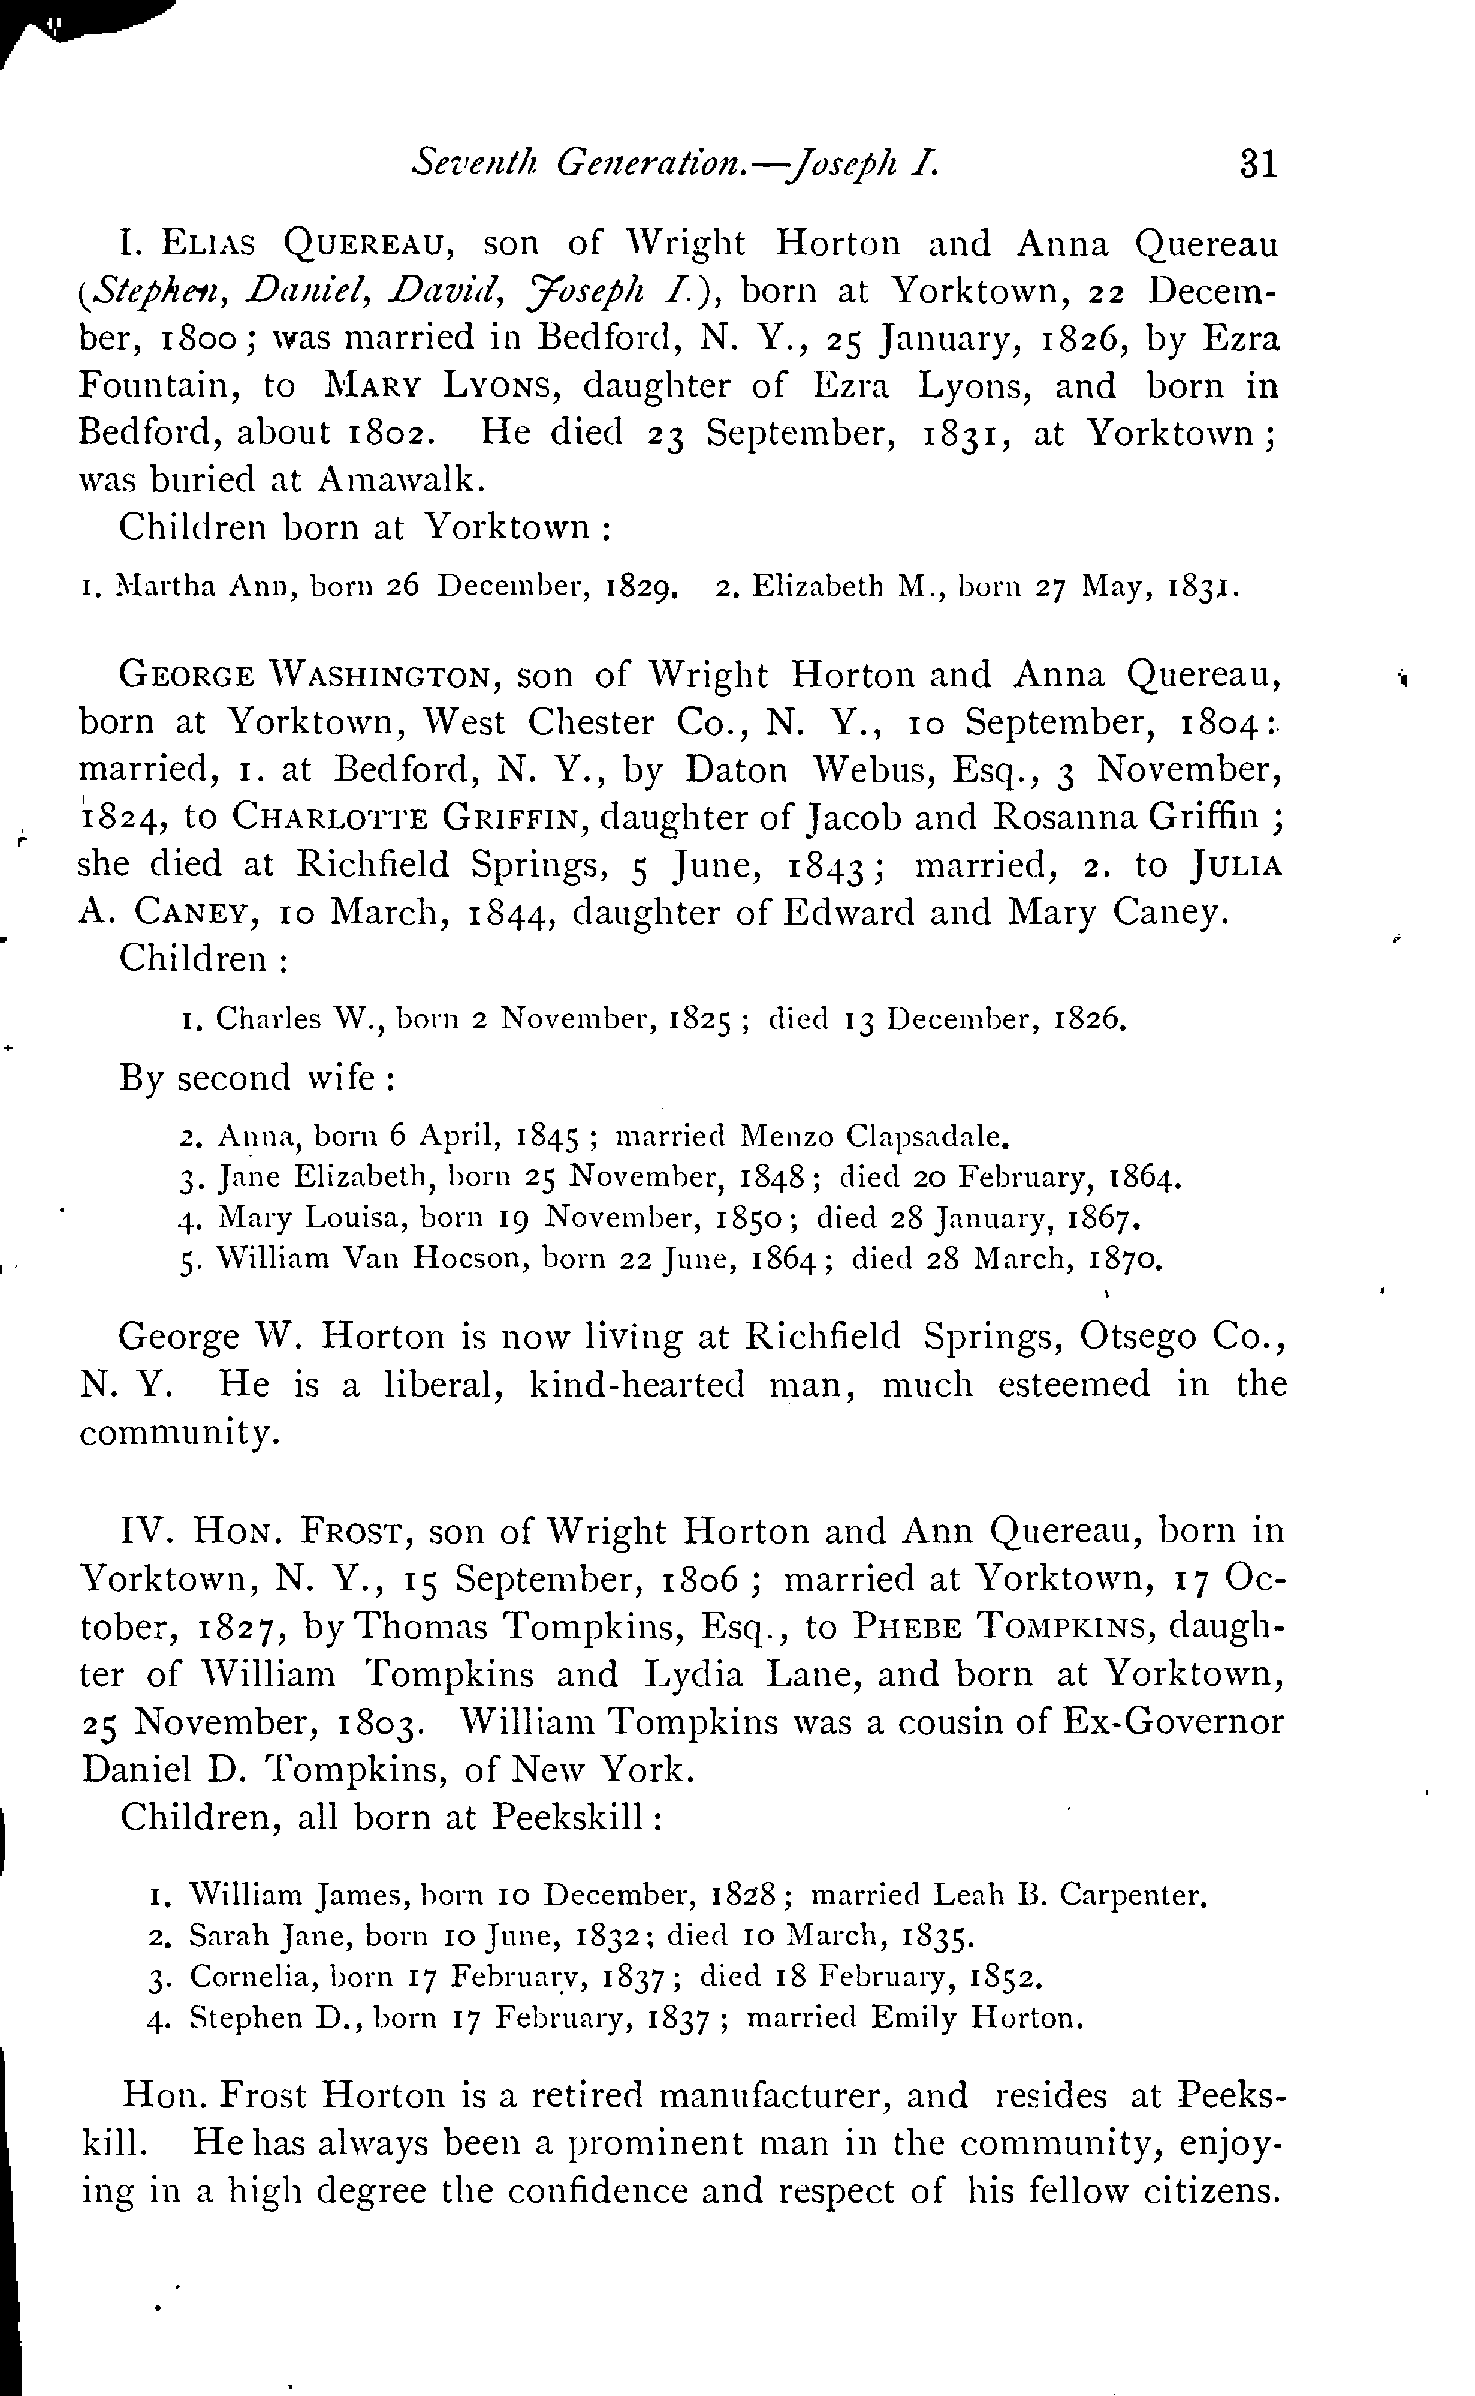 Seventh Generation.—Joseph I. 31
I. ELIAS QUEREAU, son of Wright Horton and Anna Quereau
(Stephen, Daniel, David, Joseph I.), born at Yorktown, 22 Decem-
ber, 1800; was married in Bedford, N. Y., 25 January, 1826, by Ezra
Fountain, to MARY LYONS, daughter of Ezra Lyons, and born in
Bedford, about 1802. He died 23 September, 1831, at Yorktown;
was buried at Amawalk.
Children born at Yorktown :
1. Martha Ann, born 26 December, 1829. 2. Elizabeth M., born 27 May, 1831.
GEORGE WASHINGTON, son of Wright Horton and Anna Quereau,
born at Yorktown, West Chester Co., N. Y., 10 September, 1804:
married, 1. at Bedford, N. Y., by Daton Webus, Esq., 3 November,
1824, to CHARLOTTE GRIFFIN, daughter of Jacob and Rosanna Griffin ;
she died at Richfield Springs, 5 June, 1843; married, 2. to JULIA
A. CANEY, 10 March, 1844, daughter of Edward and Mary Caney.
Children :
1. Charles W., born 2 November, 1825 ; died 13 December, 1826.
By second wife :
2. Anna, born 6 April, 1845 ; married Menzo Clapsadale.
3. Jane Elizabeth, born 25 November, 1848; died 20 February, 1864.
4. Mary Louisa, born 19 November, 1850; died 28 January, 1867.
5. William Van Hocson, born 22 June, 1864; died 28 March, 1870.
George W. Horton is now living at Richfield Springs, Otsego Co.,
N. Y. He is a liberal, kind-hearted man, much esteemed in the
community.
IV. HON. FROST, son of Wright Horton and Ann Quereau, born in
Yorktown, N. Y., 15 September, 1806 ; married at Yorktown, 17 Oc-
tober, 1827, by Thomas Tompkins, Esq., to PHEBE TOMPKINS, daugh-
ter of William Tompkins and Lydia Lane, and born at Yorktown,
25 November, 1803. William Tompkins was a cousin of Ex-Governor
Daniel D. Tompkins, of New York.
Children, all born at Peekskill :
1. William James, born 10 December, 1828; married Leah B. Carpenter.
2. Sarah Jane, born 10 June, 1832; died 10 March, 1835.
3. Cornelia, born 17 February, 1837; died 18 February, 1852.
4. Stephen D., born 17 February, 1837 ; married Emily Horton.
Hon. Frost Horton is a retired manufacturer, and resides at Peeks-
kill. He has always been a prominent man in the community, enjoy-
ing in a high degree the confidence and respect of his fellow citizens.